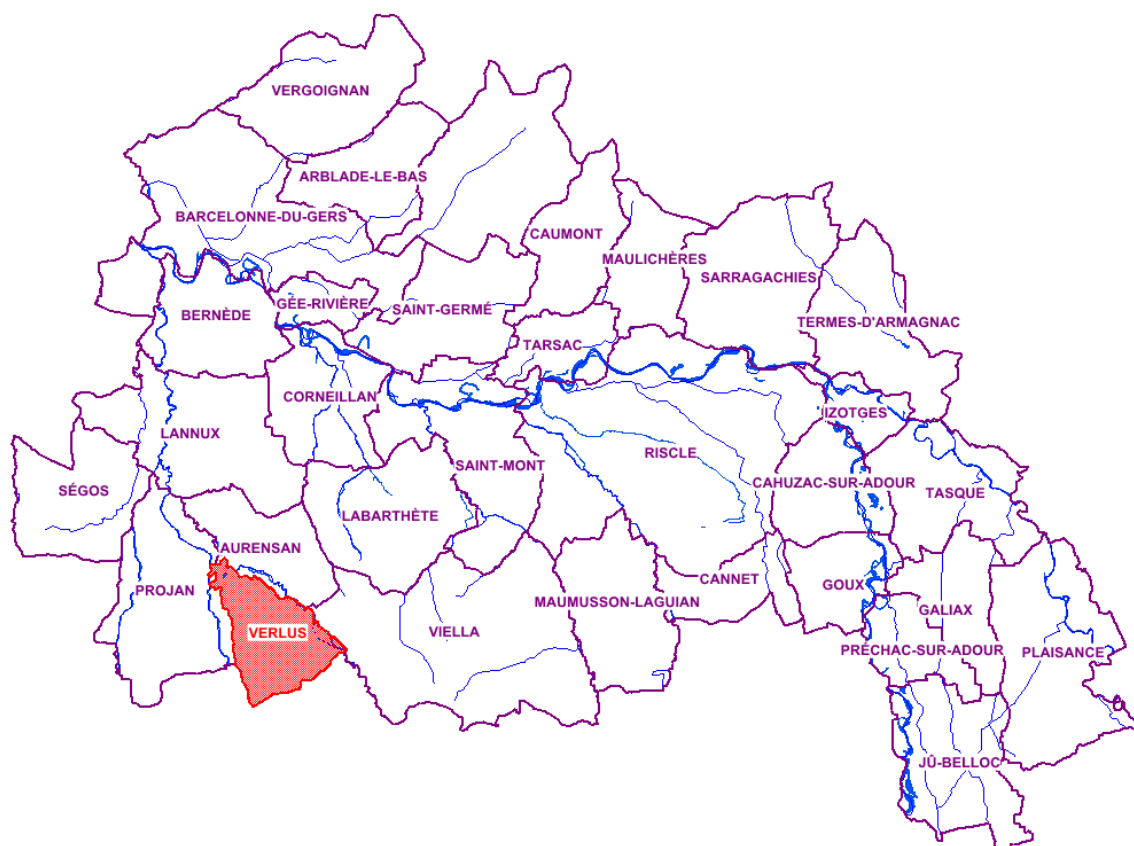 VERGOIGNAN
ARBLADE-LE-BAS
BARCELONNE-DU-GERS
CAUMONT
MAULICHÈRES
SARRAGACHIES
GÉE-RIVIÈRE
SAINT-GERMÉ
BERNÈDE
TERMES-D'ARMAGNAC
TARSAC
CORNEILLAN
IZOTGES
LANNUX
RISCLE
SAINT-MONT
CAHUZAC-SUR-ADOUR
SÉGOS
TASQUE
LABARTHÈTE
AURENSAN
CANNET
GOUX
PROJAN
MAUMUSSON-LAGUIAN
GALIAX
VERLUS
VIELLA
PRÉCHAC-SUR-ADOUR
PLAISANCE
JÛ-BELLOC